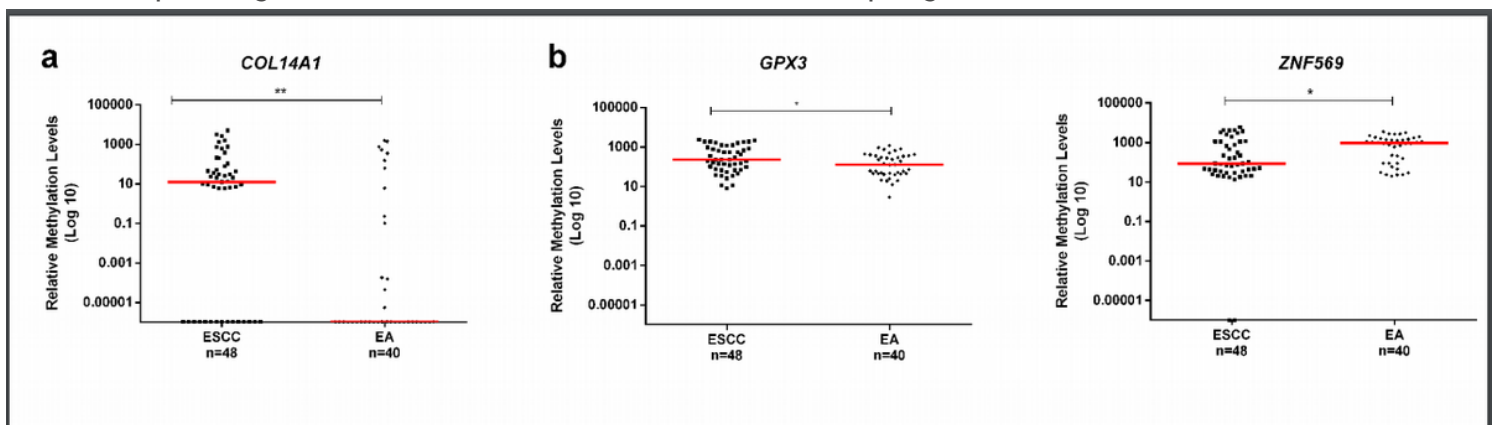 a
COL14A1
**
Relative Methylation Levels
(Log 10)
100000
1000
10
0.1
0.001
0.00001
ESCC
n=48
EA
n=40
b
GPX3
*
Relative Methylation Levels
(Log 10)
100000
1000
10
0.1
0.001
0.00001
ESCC
n=48
EA
n=40
ZNF569
*
Relative Methylation Levels
(Log 10)
100000
1000
10
0.1
0.001
0.00001
ESCC
n=48
EA
n=40